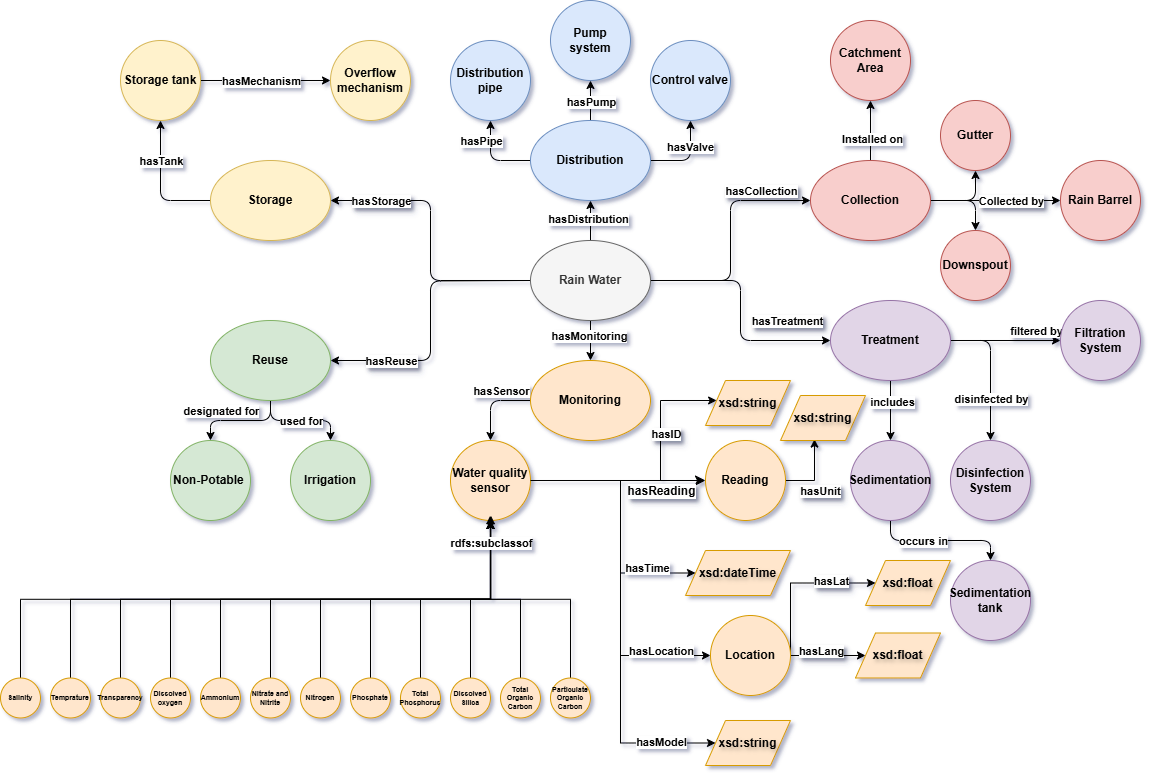 Pump
system
Storage tank
hasMechanism
Overflow
mechanism
Distribution
pipe
Control valve
Catchment
Area
hasPump
hasPipe
hasValve
Installed on
Gutter
hasTank
Distribution
Storage
hasStorage
hasDistribution
hasCollection
Collection
Collected by
Rain Barrel
Downspout
Rain Water
hasMonitoring
hasTreatment
Treatment
filtered by
Filtration
System
Reuse
hasReuse
hasSensor
Monitoring
xsd:string
xsd:string
includes
disinfected by
designated for
used for
hasID
Non-Potable
Irrigation
Water quality
sensor
hasReading
Reading
hasUnit
Sedimentation
Disinfection
System
rdfs:subclassof
occurs in
hasTime
xsd:dateTime
hasLat
xsd:float
Sedimentation
tank
hasLocation
Location
hasLang
xsd:float
Salinity
Temprature
Transparency
Dissolved
oxygen
Ammonium
Nitrate and
Nitrite
Nitrogen
Phosphate
Total
Phosphorus
Dissolved
Silica
Total
Organic
Carbon
Particulate
Organic
Carbon
hasModel
xsd:string